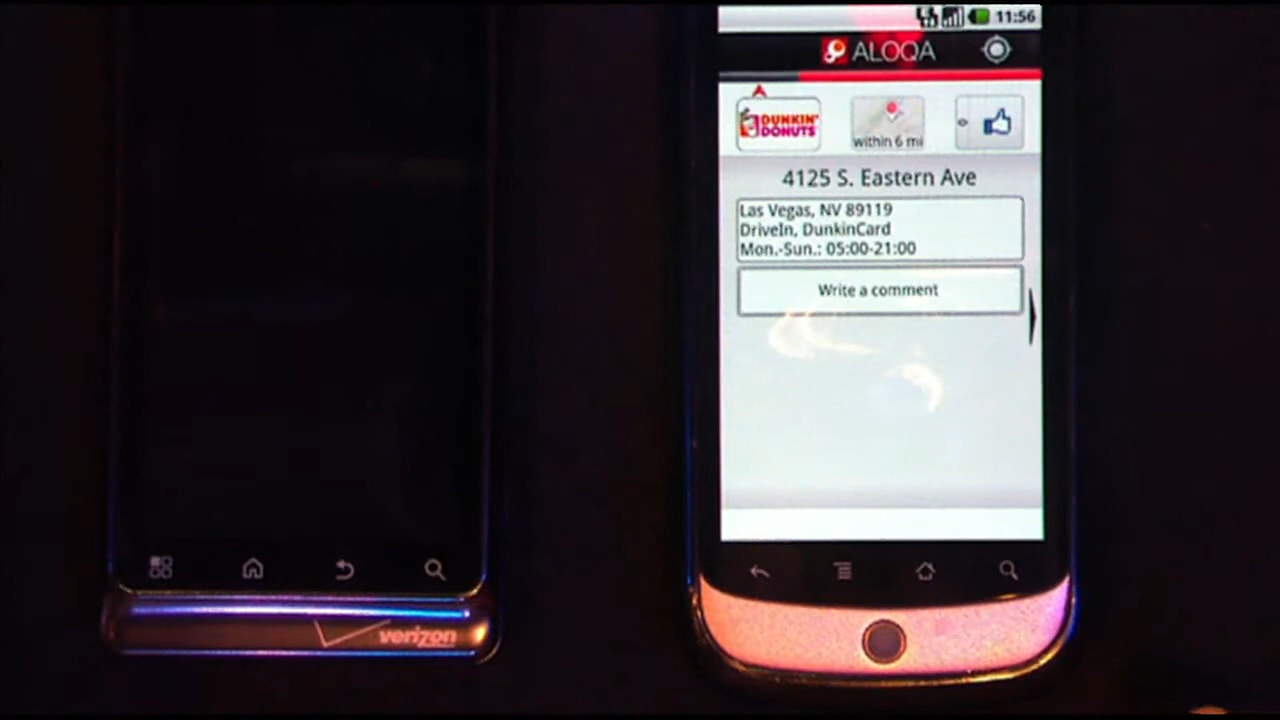 11:56
ALOQA
DUNKIN'
DONUTS
within 6 mi
4125 S. Eastern Ave
Las Vegas, NV 89119
DriveIn, DunkinCard
Mon.-Sun.: 05:00-21:00
Write a comment
verizon